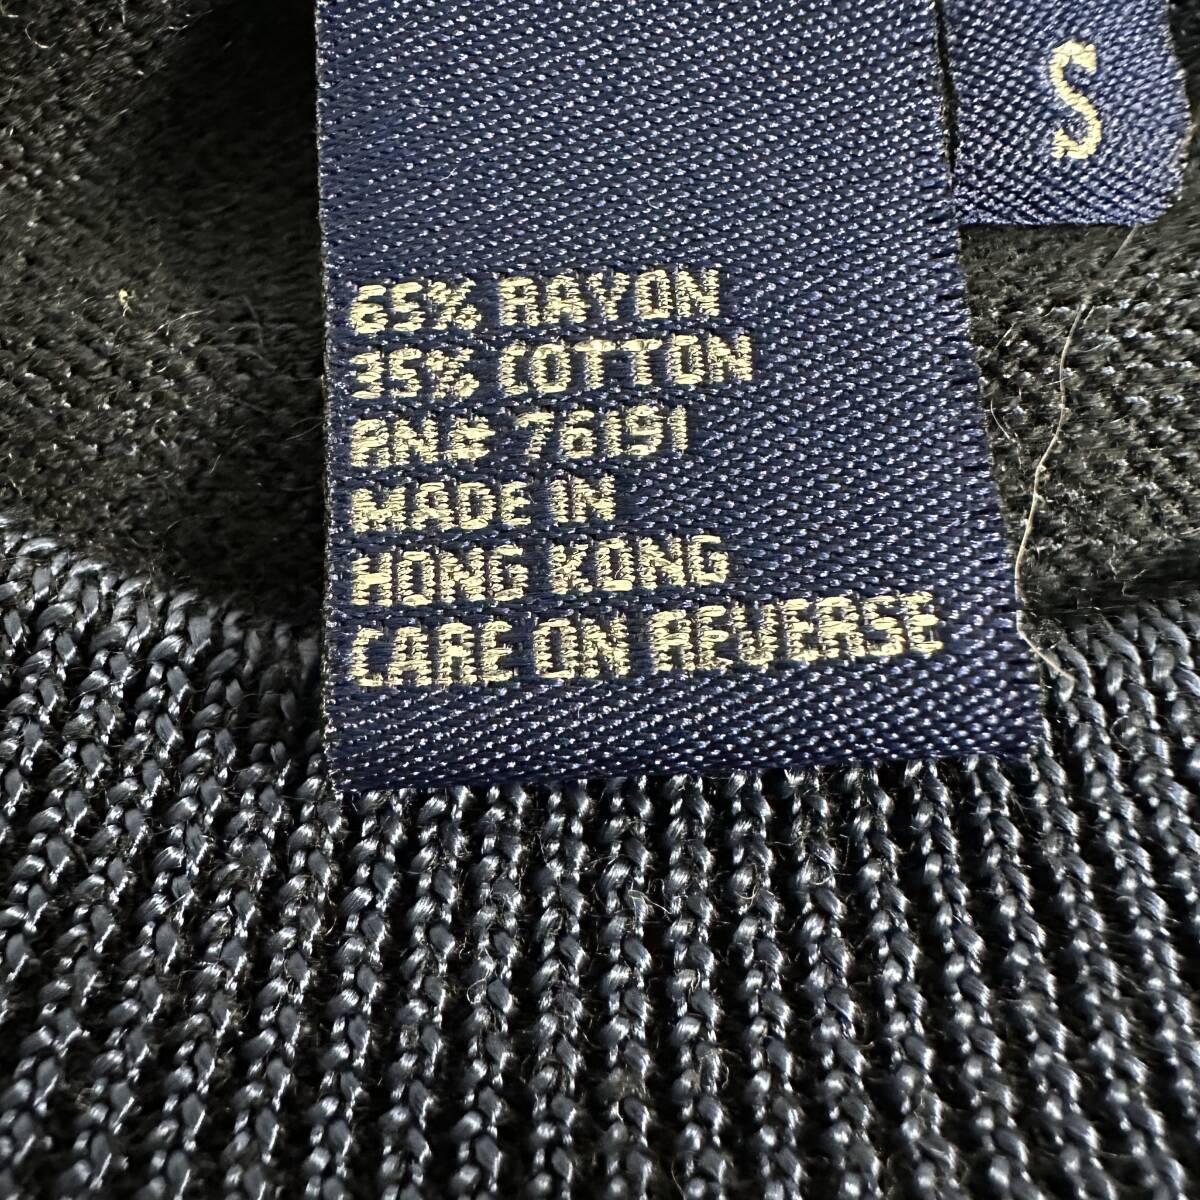 S
65% RAYON
35% COTTON
RN# 76191
MADE IN
HONG KONG
CARE ON REVERSE